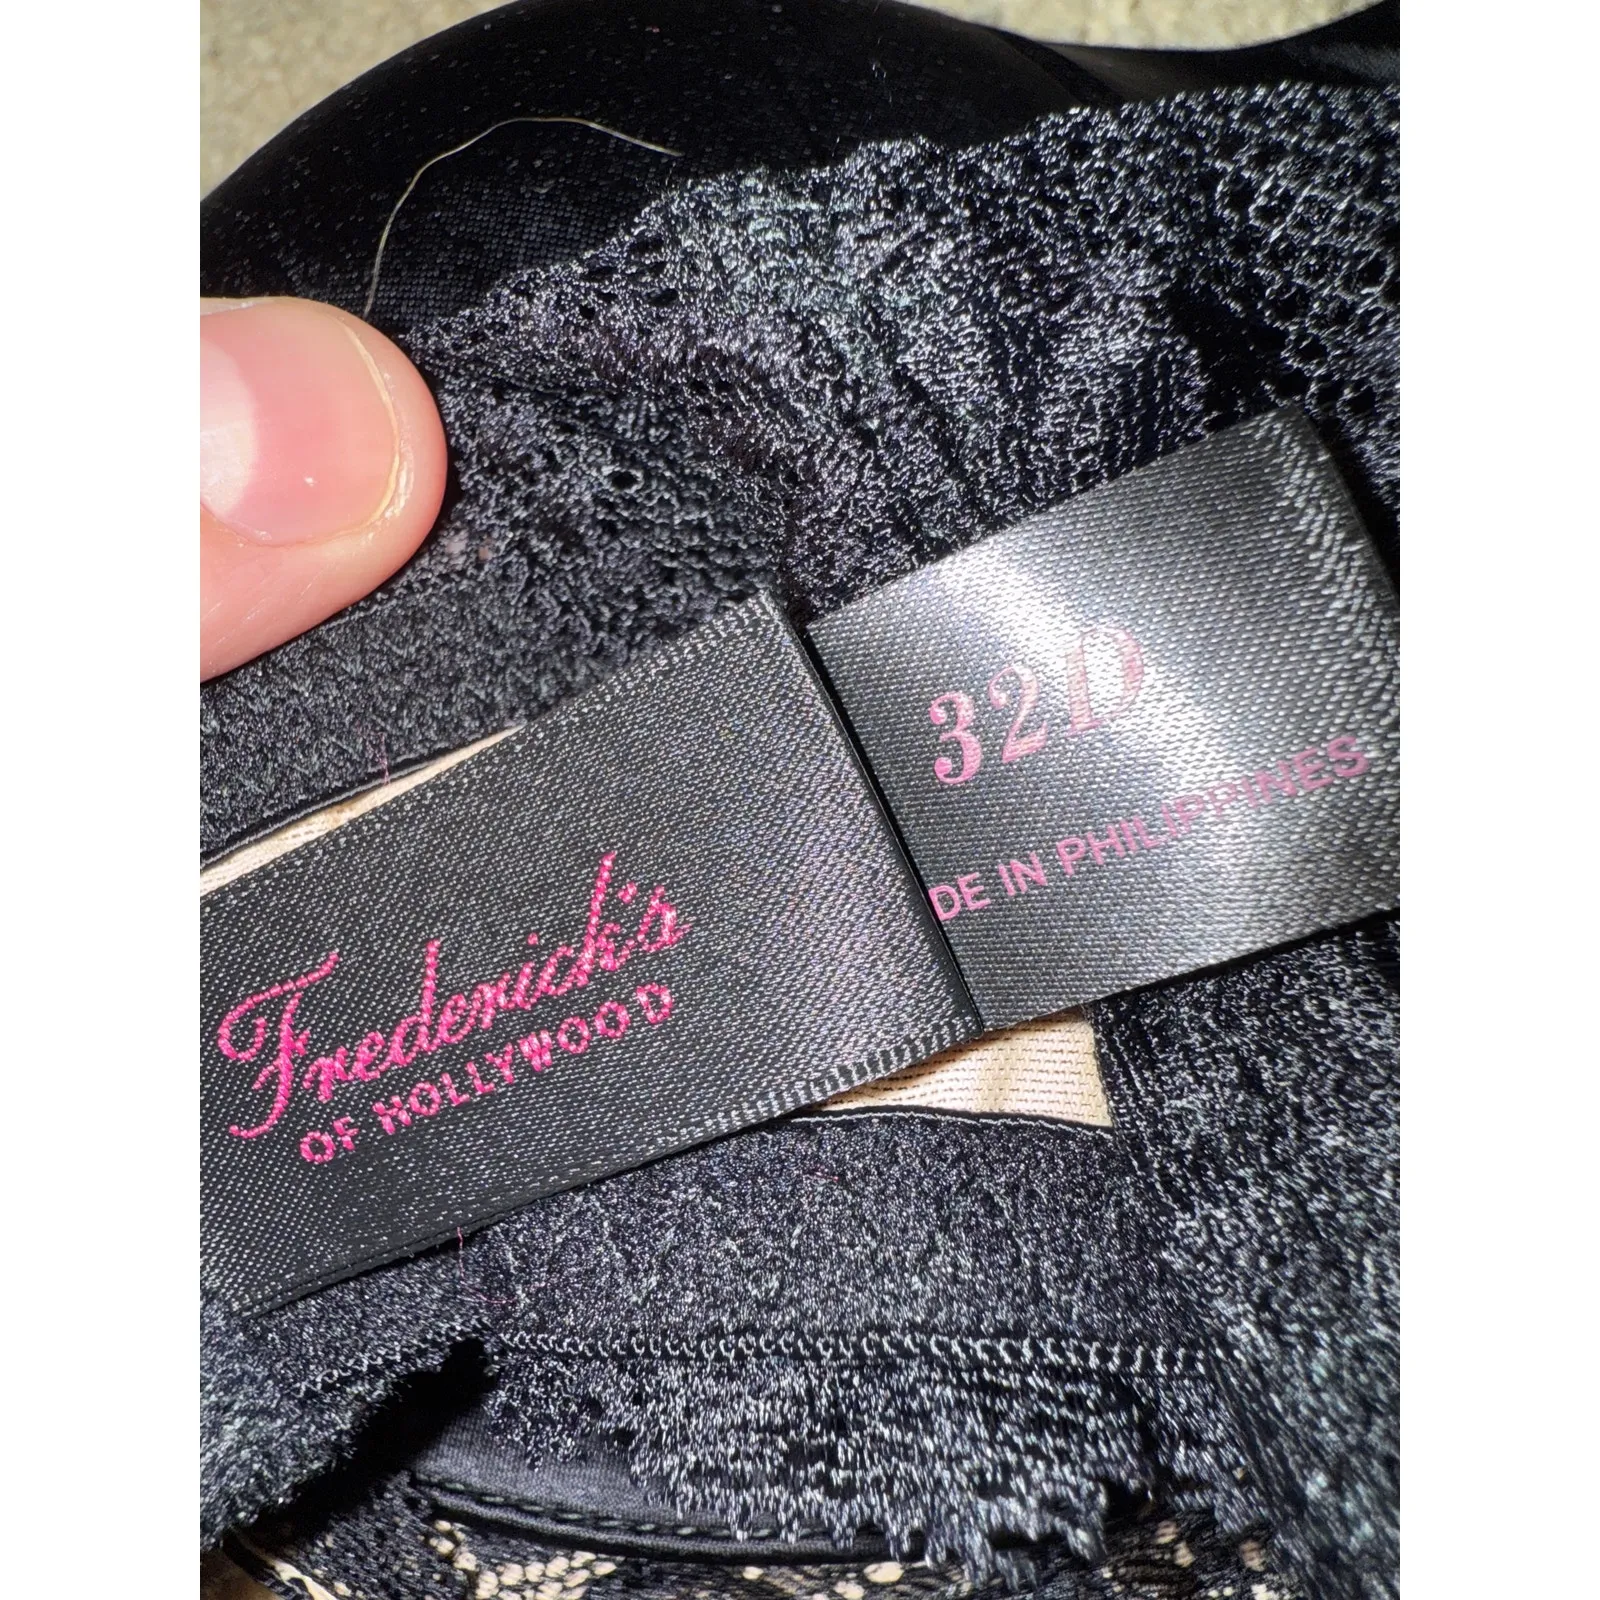 Frederick's
OF HOLLYWOOD
32D
DE IN PHILIPPINES